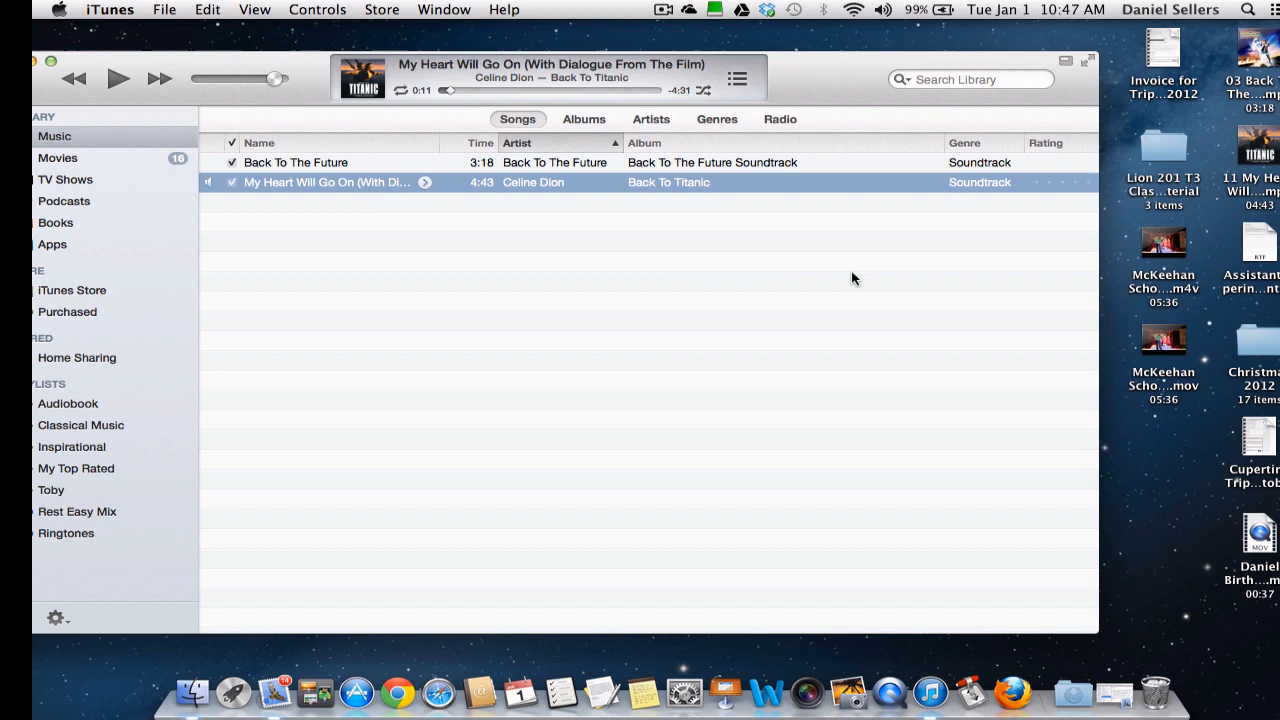 iTunes File Edit View Controls Store Window Help 99% Tue Jan 1 10:47 AM Daniel Sellers
My Heart Will Go On (With Dialogue From The Film)
Celine Dion — Back To Titanic
0:11 -4:31
TITANIC
Search Library
Songs Albums Artists Genres Radio
✓ Name Time Artist Album Genre Rating
✓ Back To The Future 3:18 Back To The Future Back To The Future Soundtrack Soundtrack
✓ My Heart Will Go On (With Di... 4:43 Celine Dion Back To Titanic Soundtrack
ARY
Music
Movies 16
TV Shows
Podcasts
Books
Apps
RE
iTunes Store
Purchased
RED
Home Sharing
YLISTS
Audiobook
Classical Music
Inspirational
My Top Rated
Toby
Rest Easy Mix
Ringtones
Invoice for
Trip...2012
03 Back T
The....m
03:18
Lion 201 T3
Clas...terial
3 items
TITANIC
11 My He
Will....m
04:43
McKeehan
Scho....m4v
05:36
RTF
Assistant
perin...nt
McKeehan
Scho....mov
05:36
Christma
2012
17 items
Cupertin
Trip...tob
MOV
Daniel
Birth....m
00:37
14
1